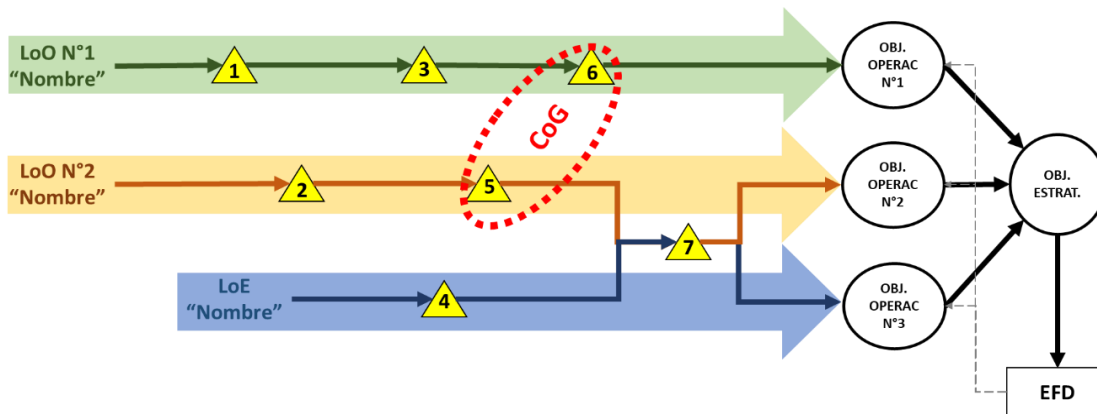 LoO N°1
“Nombre”
1
3
6
OBJ.
OPERAC
N°1
CoG
LoO N°2
“Nombre”
2
5
OBJ.
OPERAC
N°2
OBJ.
ESTRAT.
7
LoE
“Nombre”
4
OBJ.
OPERAC
N°3
EFD